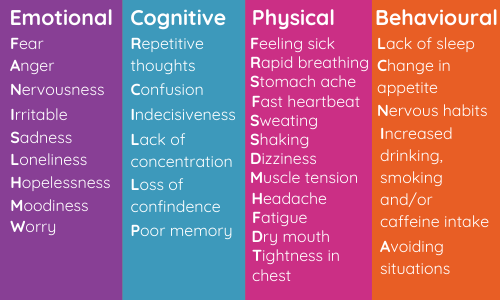 Emotional
Fear
Anger
Nervousness
Irritable
Sadness
Loneliness
Hopelessness
Moodiness
Worry
Cognitive
Repetitive
thoughts
Confusion
Indecisiveness
Lack of
concentration
Loss of
confindence
Poor memory
Physical
Feeling sick
Rapid breathing
Stomach ache
Fast heartbeat
Sweating
Shaking
Dizziness
Muscle tension
Headache
Fatigue
Dry mouth
Tightness in
chest
Behavioural
Lack of sleep
Change in
appetite
Nervous habits
Increased
drinking,
smoking
and/or
caffeine intake
Avoiding
situations